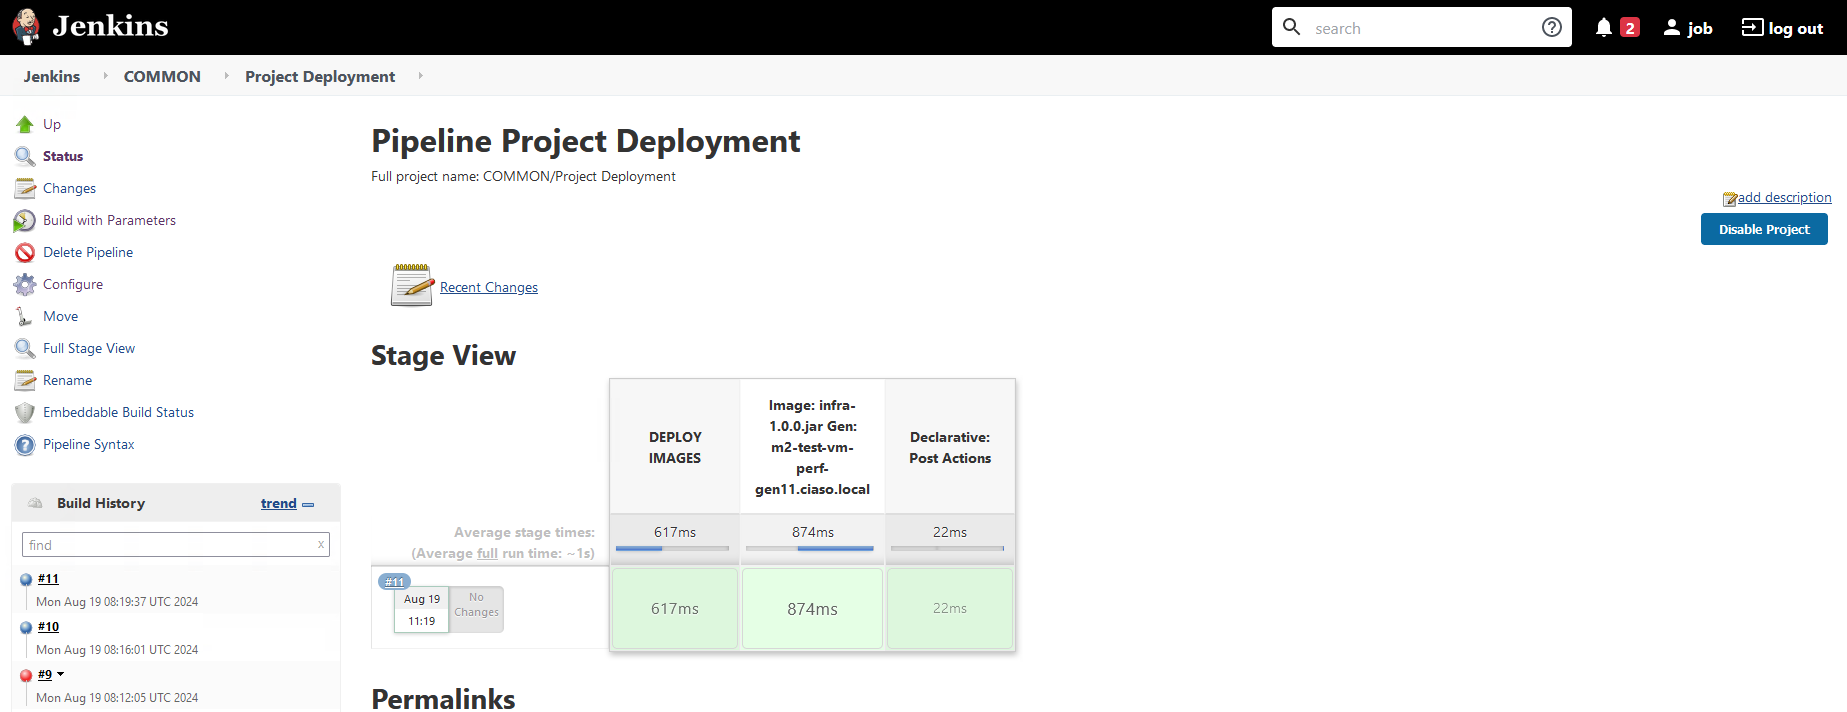 Jenkins
search
2
job
log out
Jenkins
COMMON
Project Deployment
Up
Status
Changes
Build with Parameters
Delete Pipeline
Configure
Move
Full Stage View
Rename
Embeddable Build Status
Pipeline Syntax
Build History
trend
find
x
#11
Mon Aug 19 08:19:37 UTC 2024
#10
Mon Aug 19 08:16:01 UTC 2024
#9
Mon Aug 19 08:12:05 UTC 2024
Pipeline Project Deployment
Full project name: COMMON/Project Deployment
add description
Disable Project
Recent Changes
Stage View
DEPLOY
IMAGES
Image: infra-
1.0.0.jar Gen:
m2-test-vm-
perf-
gen11.ciaso.local
Declarative:
Post Actions
Average stage times:
(Average full run time: ~1s)
617ms
874ms
22ms
#11
Aug 19
11:19
No
Changes
617ms
874ms
22ms
Permalinks